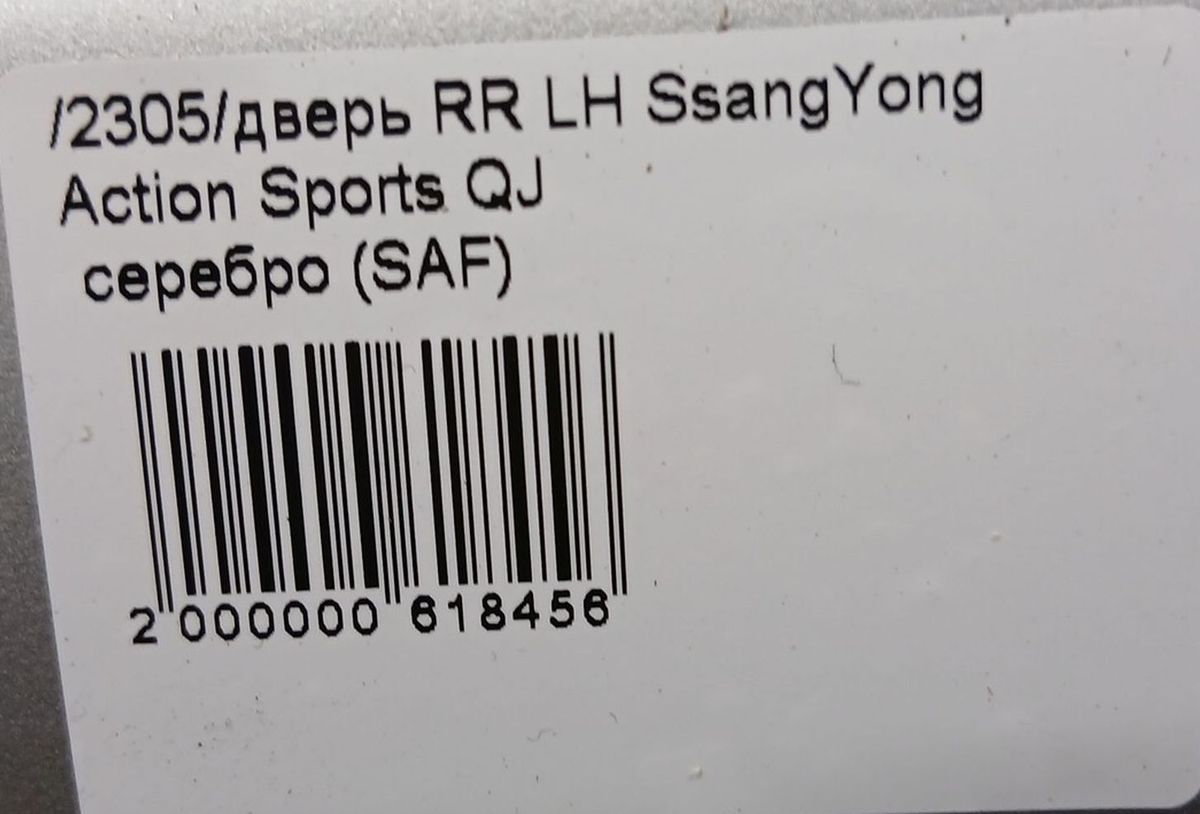 /2305/дверь RR LH SsangYong
Action Sports QJ
серебро (SAF)
2 000000 618456